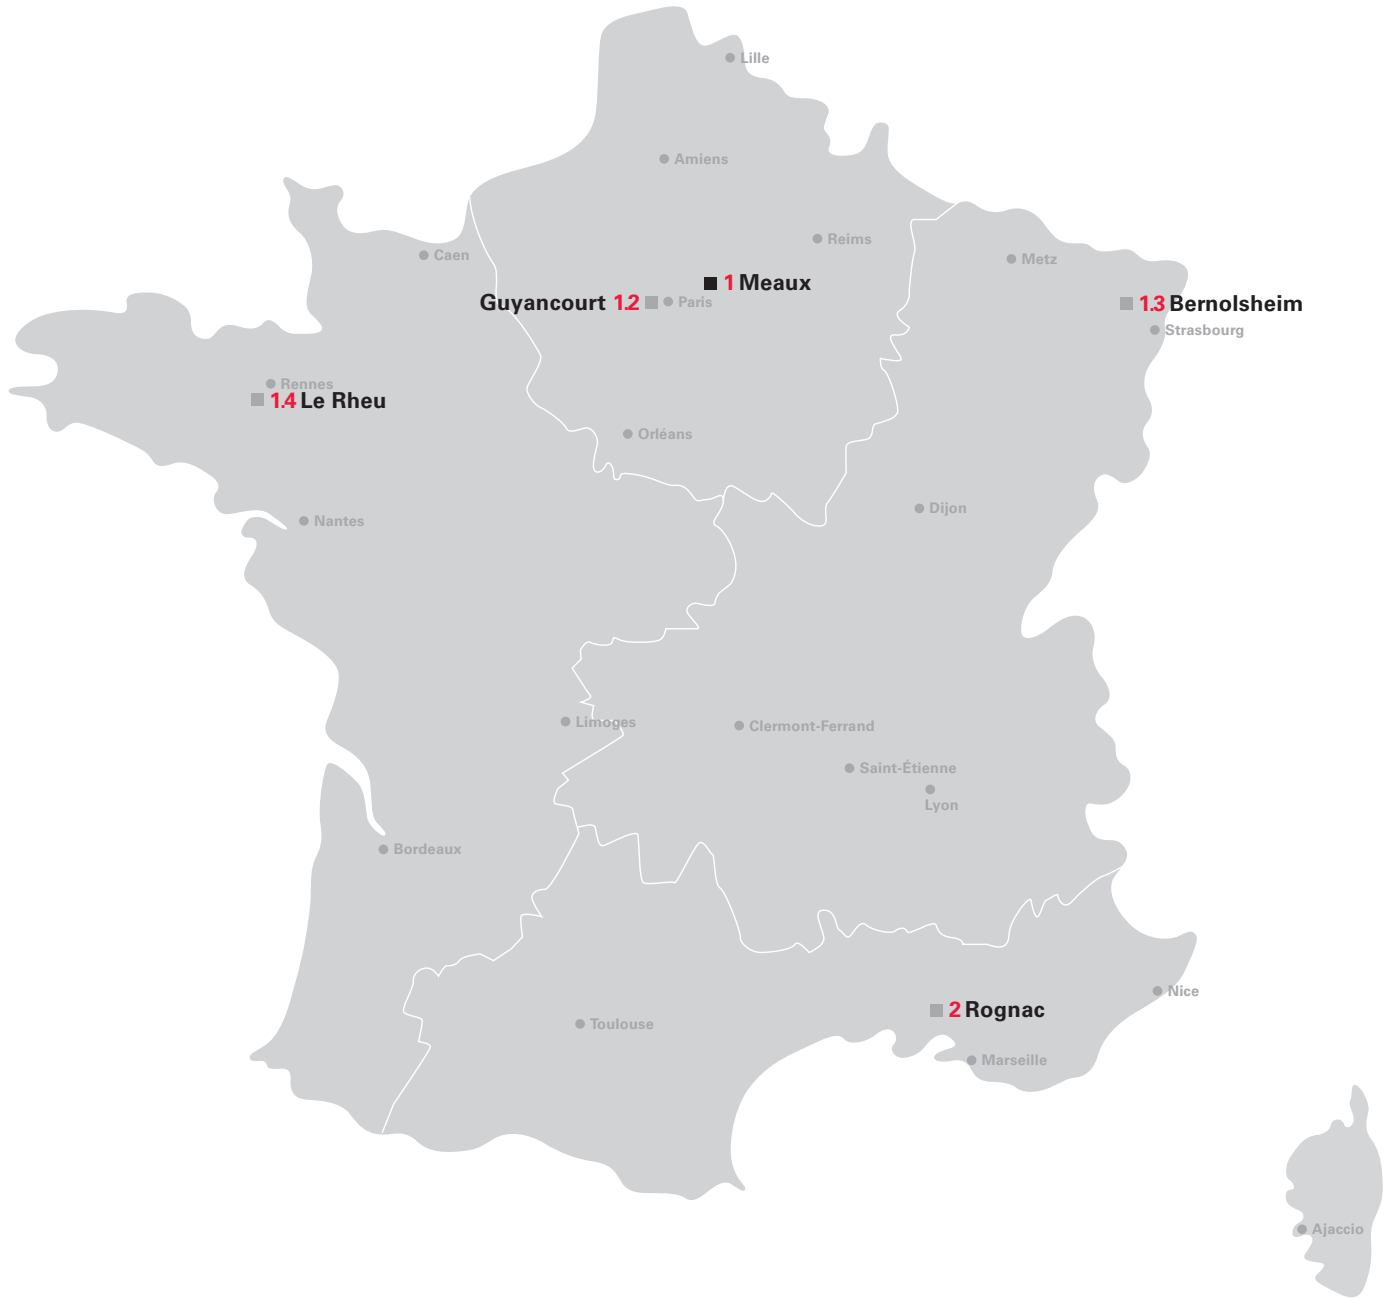 Lille
Amiens
Reims
Caen
Metz
1 Meaux
Guyancourt 1.2
Paris
1.3 Bernolsheim
Strasbourg
Rennes
1.4 Le Rheu
Orléans
Dijon
Nantes
Limoges
Clermont-Ferrand
Saint-Étienne
Lyon
Bordeaux
Nice
2 Rognac
Toulouse
Marseille
Ajaccio